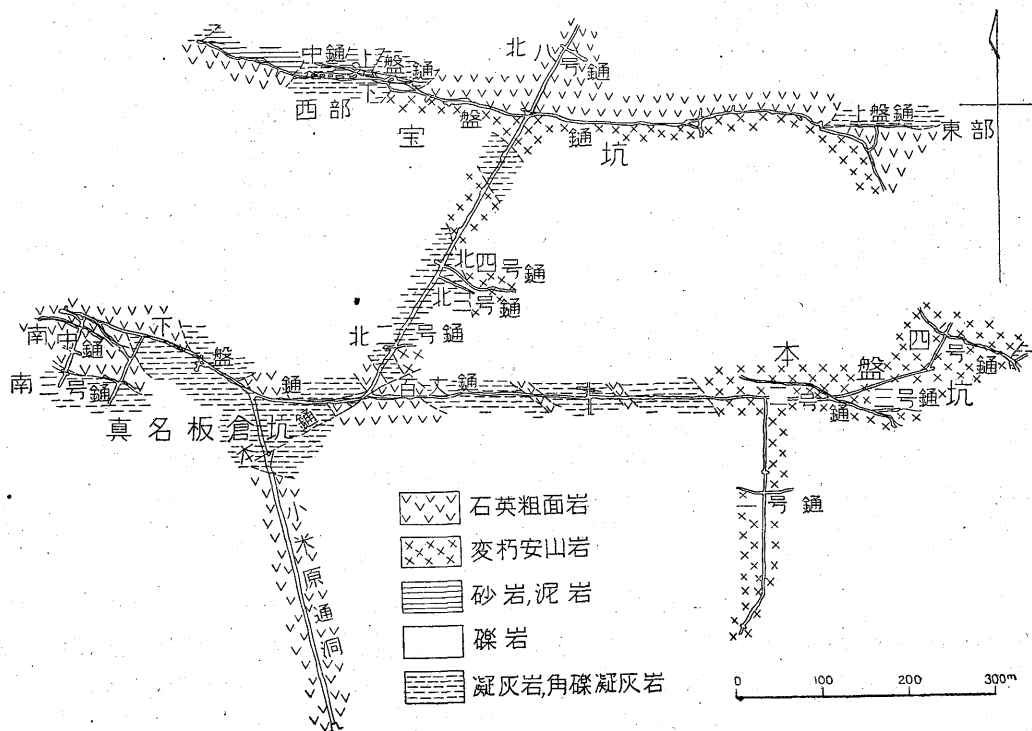 北八号鏈
中鏈
上盤鏈
西部
下盤鏈
宝坑
上盤鏈
東部
北四号鏈
北三号鏈
北二号鏈
南中鏈
下盤鏈
南三号鏈
百丈鏈
真名板倉坑
本盤坑
四号鏈
三号鏈
二号鏈
一号鏈
小米原通洞
石英粗面岩
変朽安山岩
砂岩,泥岩
礫岩
凝灰岩,角礫凝灰岩
0 100 200 300m